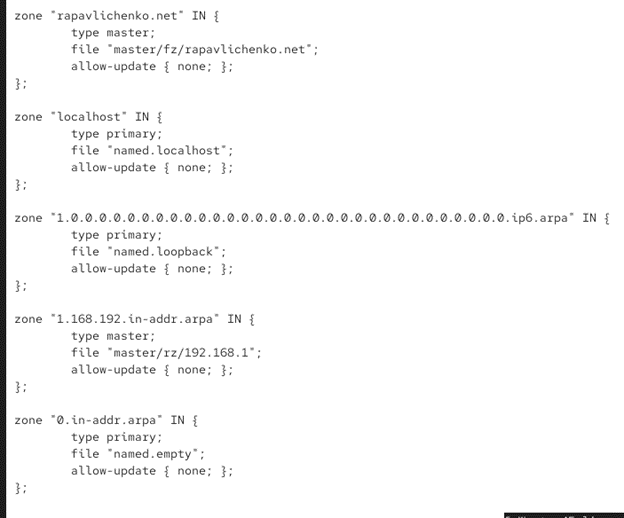 zone "rapavlichenko.net" IN {
        type master;
        file "master/fz/rapavlichenko.net";
        allow-update { none; };
};
zone "localhost" IN {
        type primary;
        file "named.localhost";
        allow-update { none; };
};
zone "1.0.0.0.0.0.0.0.0.0.0.0.0.0.0.0.0.0.0.0.0.0.0.0.0.0.0.0.0.0.0.0.ip6.arpa" IN {
        type primary;
        file "named.loopback";
        allow-update { none; };
};
zone "1.168.192.in-addr.arpa" IN {
        type master;
        file "master/rz/192.168.1";
        allow-update { none; };
};
zone "0.in-addr.arpa" IN {
        type primary;
        file "named.empty";
        allow-update { none; };
};